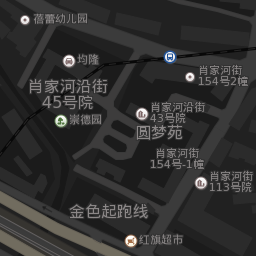 蓓蕾幼儿园
均隆
肖家河街
154号2幢
肖家河沿街
45号院
肖家河沿街
43号院
崇德园
圆梦苑
肖家河街
154号-1幢
肖家河街
113号院
金色起跑线
红旗超市